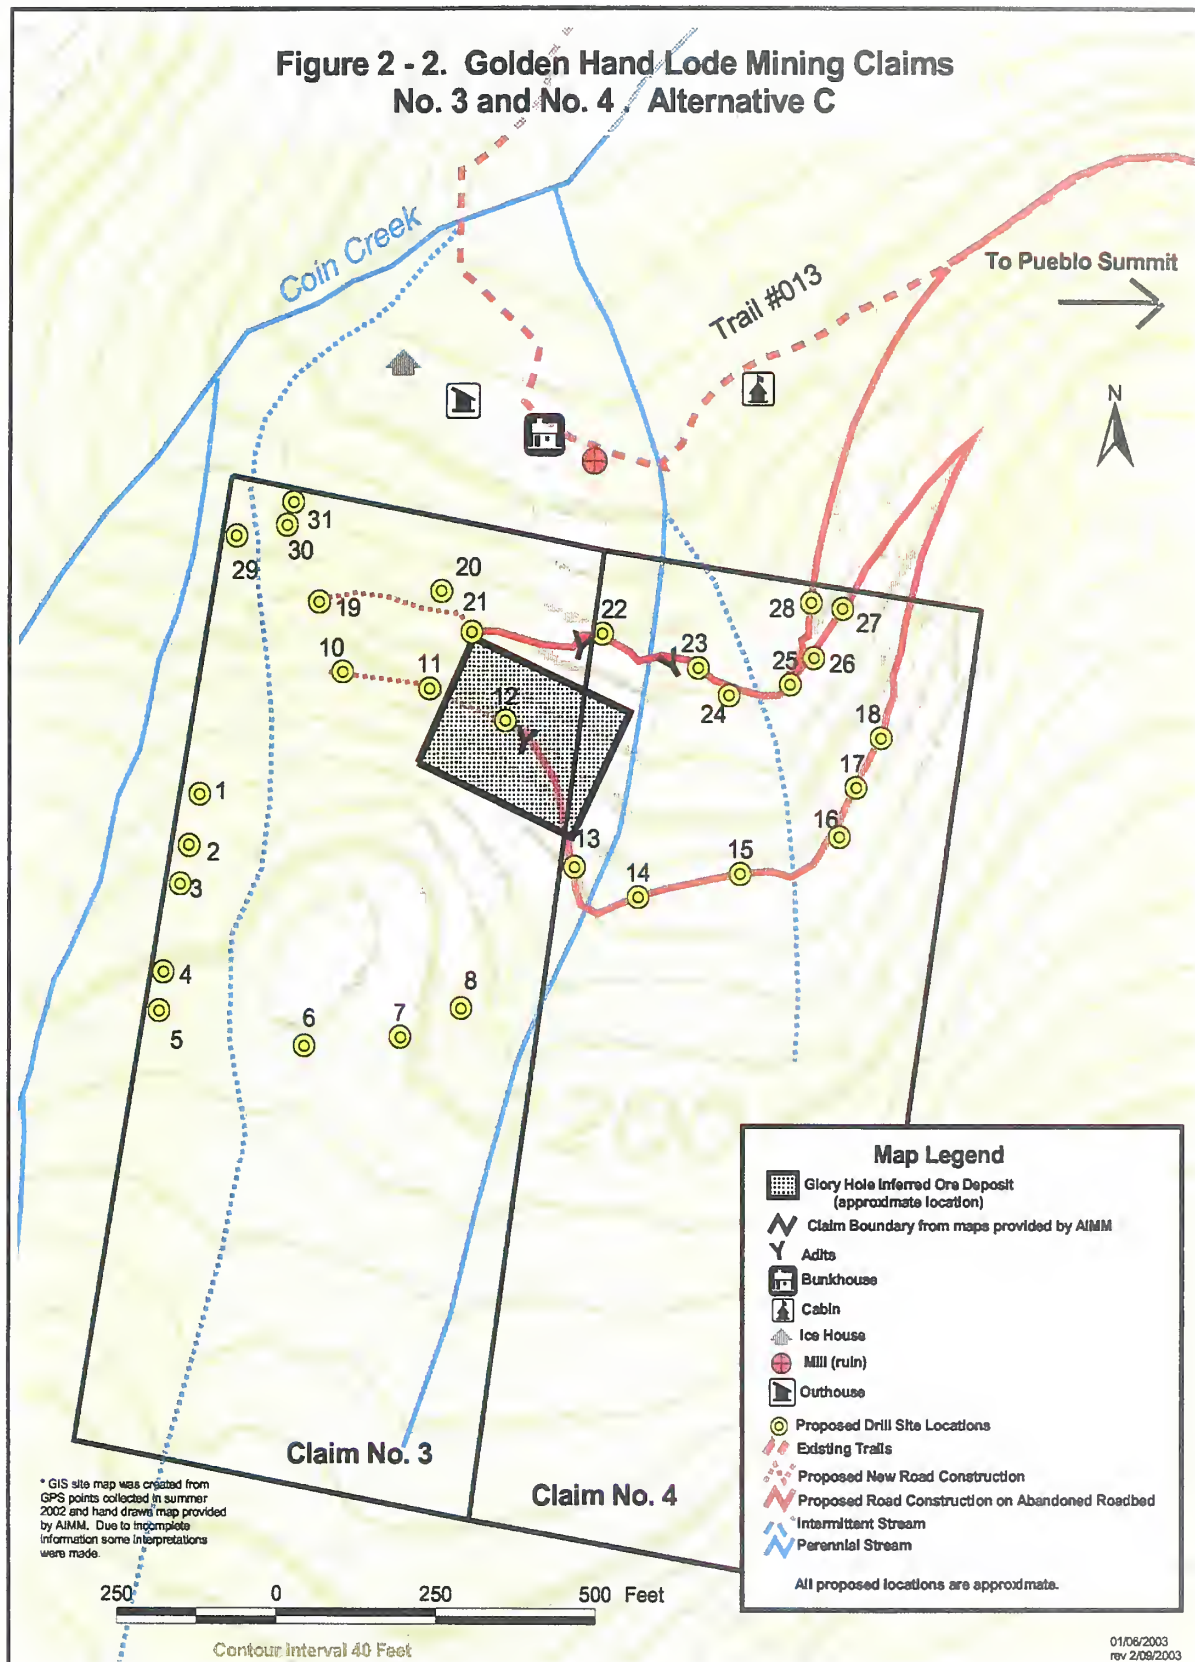 Figure 2 - 2. Golden Hand Lode Mining Claims
No. 3 and No. 4 . Alternative C
Coin Creek
To Pueblo Summit
Trail #013
N
31
30
29
20
19
21
22
28
27
10
11
23
26
25
12
24
18
17
1
16
2
13
15
3
14
4
8
5
6
7
Map Legend
Glory Hole Inferred Ore Deposit
(approximate location)
Claim Boundary from maps provided by AIMM
Adits
Bunkhouse
Cabin
Ice House
Mill (ruin)
Outhouse
Proposed Drill Site Locations
Existing Trails
Proposed New Road Construction
Proposed Road Construction on Abandoned Roadbed
Intermittent Stream
Perennial Stream
All proposed locations are approximate.
Claim No. 3
Claim No. 4
* GIS site map was created from
GPS points collected in summer
2002 and hand drawn map provided
by AIMM. Due to incomplete
information some interpretations
were made.
250 0 250 500 Feet
Contour Interval 40 Feet
01/06/2003
rev 2/09/2003